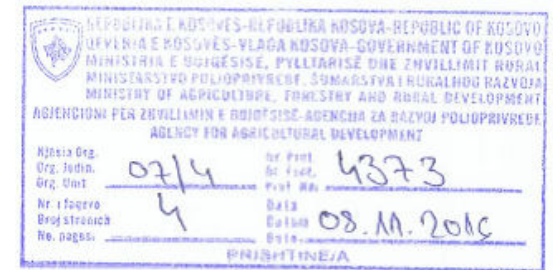 REPUBLIKA E KOSOVËS-REPUBLIKA KOSOVA-REPUBLIC OF KOSOVO
QEVERIA E KOSOVËS-VLADA KOSOVA-GOVERNMENT OF KOSOVO
MINISTRIA E BUJQËSISË, PYLLTARISË DHE ZHVILLIMIT RURAL
MINISTARSTVO POLJOPRIVREDE, ŠUMARSTVA I RURALNOG RAZVOJA
MINISTRY OF AGRICULTURE, FORESTRY AND RURAL DEVELOPMENT
AGJENCIONI PER ZHVILLIMIN E BUJQËSISË-AGENCIJA ZA RAZVOJ POLJOPRIVREDE
AGENCY FOR AGRICULTURAL DEVELOPMENT
Njësia Org. Nr Prot.
Org. Jedin. 07/4 Br. Prot. 4373
Org. Unit Prot No.
Nr. i faqeve Data
Broj stranica 4 Datum 08.11.
No. pages. Date
PRISHTINË/A